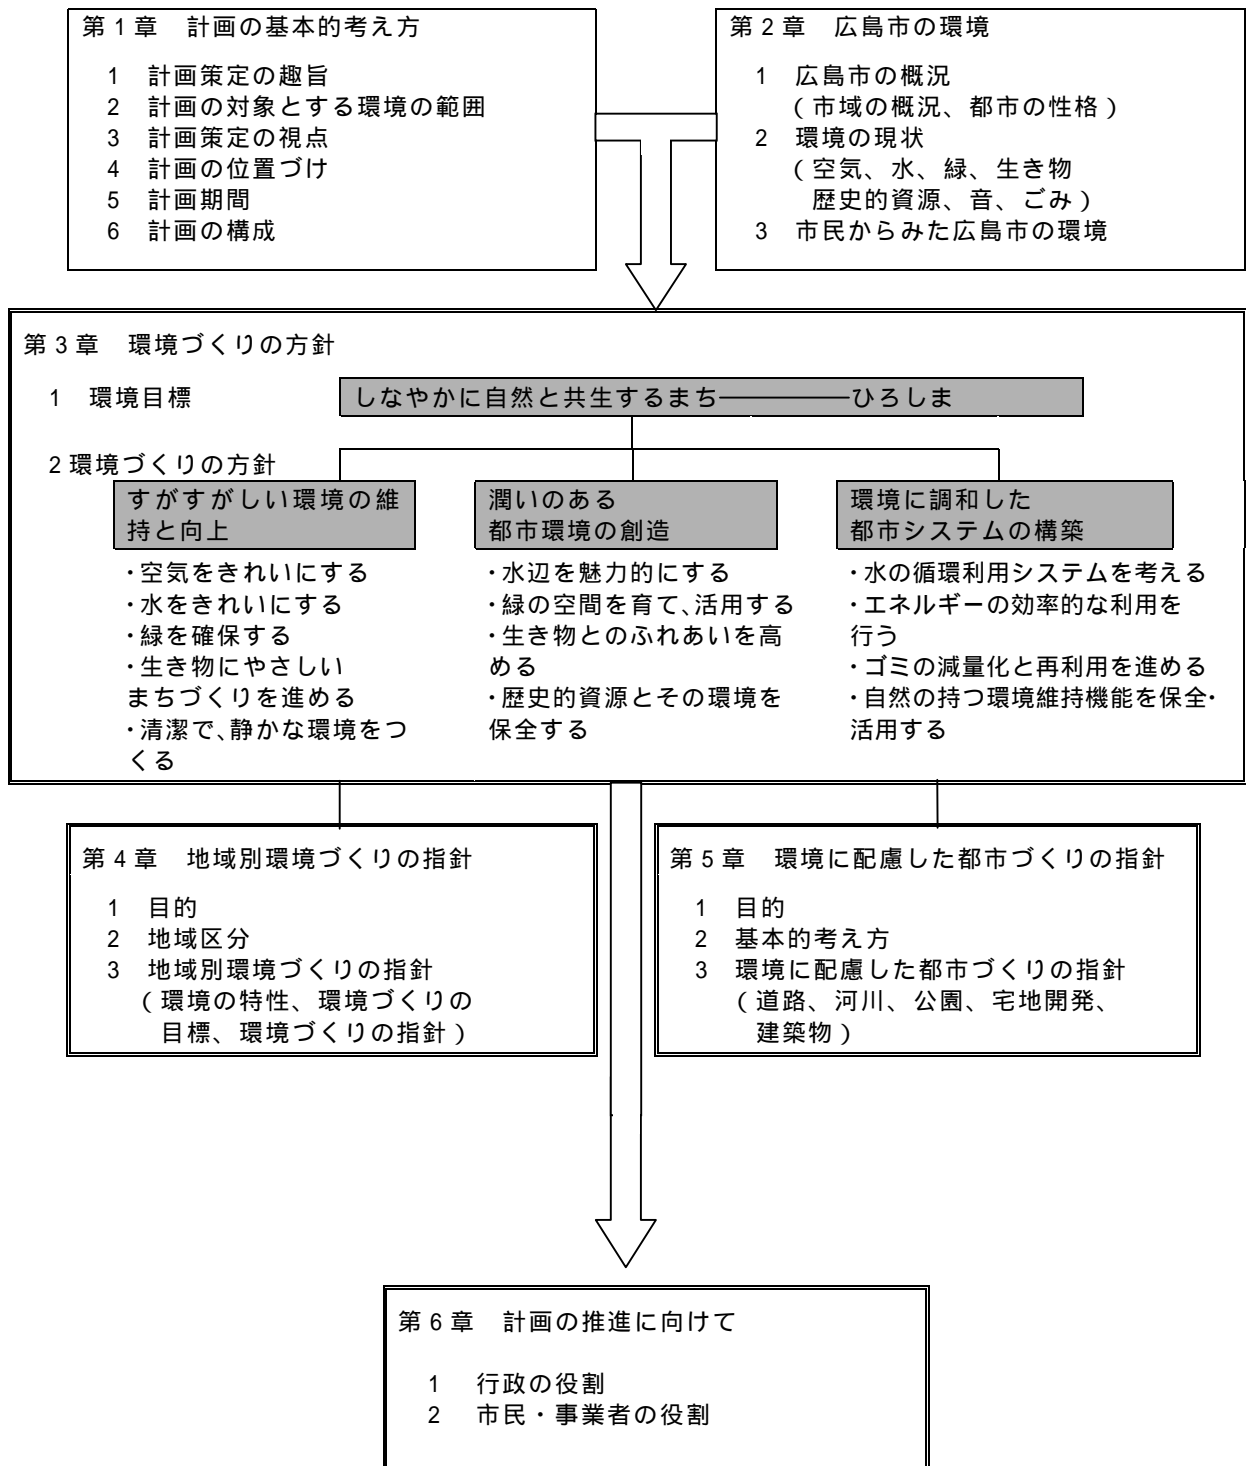 第1章　計画の基本的考え方
1　計画策定の趣旨
2　計画の対象とする環境の範囲
3　計画策定の視点
4　計画の位置づけ
5　計画期間
6　計画の構成
第2章　広島市の環境
1　広島市の概況
（市域の概況、都市の性格）
2　環境の現状
（空気、水、緑、生き物
歴史的資源、音、ごみ）
3　市民からみた広島市の環境
第3章　環境づくりの方針
1　環境目標
しなやかに自然と共生するまち―――――ひろしま
2環境づくりの方針
すがすがしい環境の維
持と向上
・空気をきれいにする
・水をきれいにする
・緑を確保する
・生き物にやさしい
まちづくりを進める
・清潔で、静かな環境をつ
くる
潤いのある
都市環境の創造
・水辺を魅力的にする
・緑の空間を育て、活用する
・生き物とのふれあいを高
める
・歴史的資源とその環境を
保全する
環境に調和した
都市システムの構築
・水の循環利用システムを考える
・エネルギーの効率的な利用を
行う
・ゴミの減量化と再利用を進める
・自然の持つ環境維持機能を保全・
活用する
第4章　地域別環境づくりの指針
1　目的
2　地域区分
3　地域別環境づくりの指針
（環境の特性、環境づくりの
目標、環境づくりの指針）
第5章　環境に配慮した都市づくりの指針
1　目的
2　基本的考え方
3　環境に配慮した都市づくりの指針
（道路、河川、公園、宅地開発、
建築物）
第6章　計画の推進に向けて
1　行政の役割
2　市民・事業者の役割